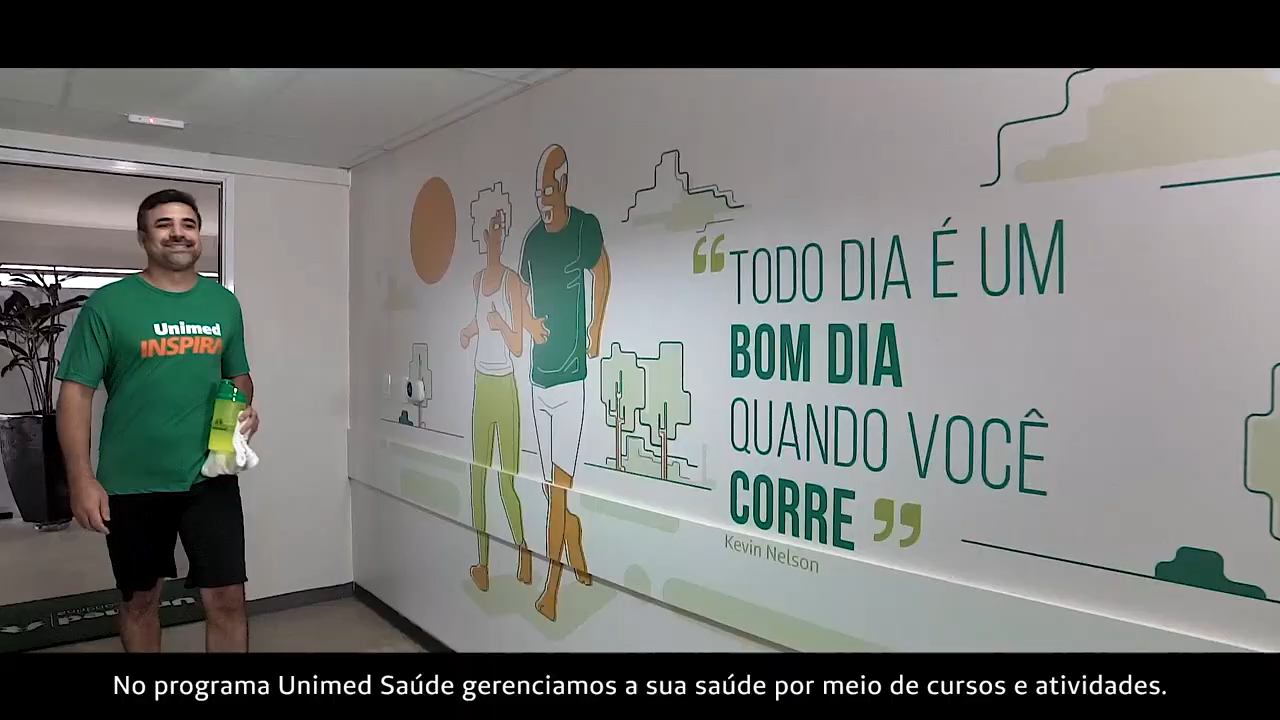 Unimed
INSPIRA
“TODO DIA É UM
BOM DIA
QUANDO VOCÊ
CORRE”
Kevin Nelson
Unimed
No programa Unimed Saúde gerenciamos a sua saúde por meio de cursos e atividades.